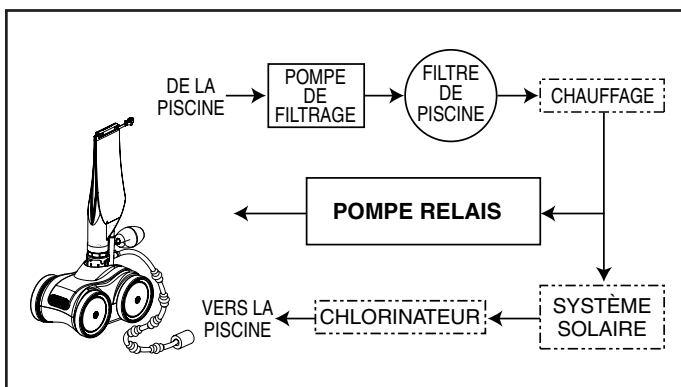 DE LA
PISCINE
POMPE
DE
FILTRAGE
FILTRE
DE
PISCINE
CHAUFFAGE
POMPE RELAIS
VERS LA
PISCINE
CHLORINATEUR
SYSTÈME
SOLAIRE